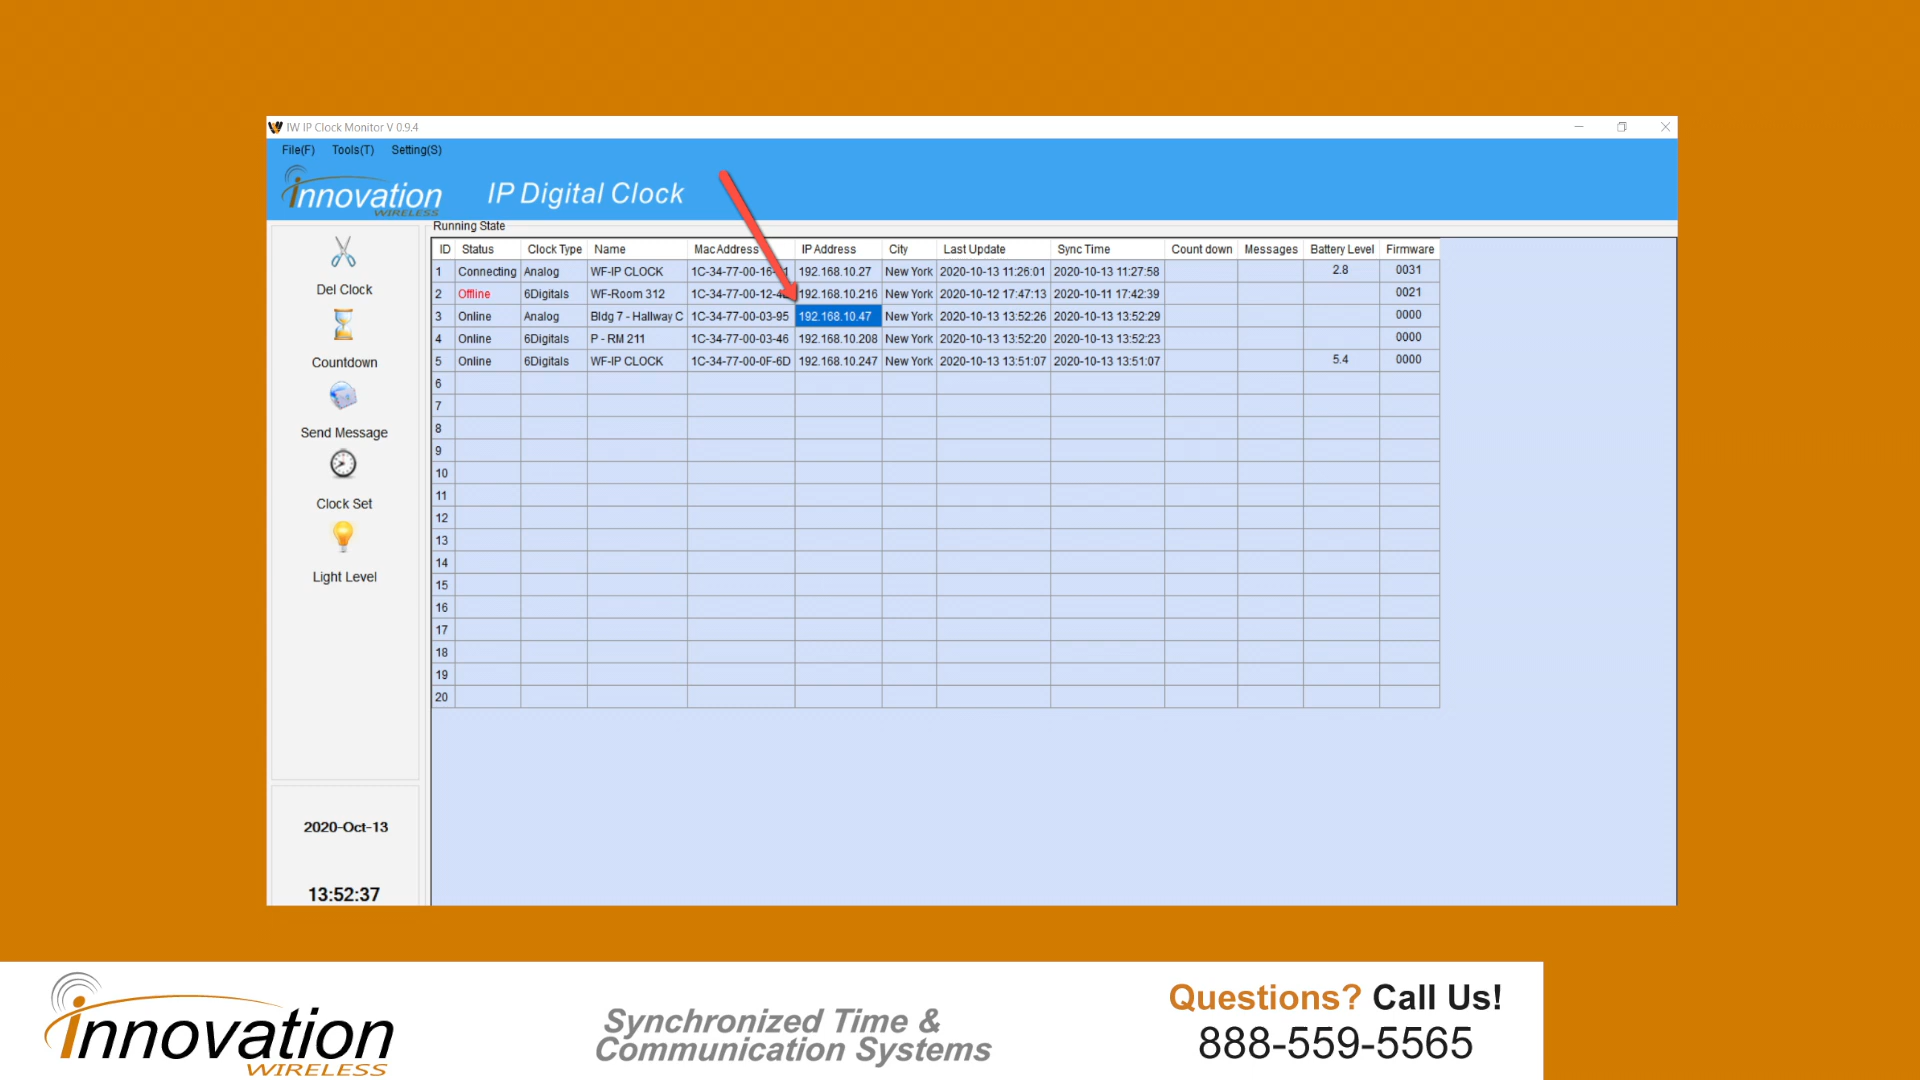 IW IP Clock Monitor V 0.9.4
File(F) Tools(T) Setting(S)
innovation
WIRELESS
IP Digital Clock
Running State
ID Status Clock Type Name Mac Address IP Address City Last Update Sync Time Count down Messages Battery Level Firmware
1 Connecting Analog WF-IP CLOCK 192.168.10.27 New York 2020-10-13 11:26:01 2020-10-13 11:27:58 2.8 0031
2 Offline 6Digitals WF-Room 312 192.168.10.216 New York 2020-10-12 17:47:13 2020-10-11 17:42:39 0021
3 Online Analog Bldg 7 - Hallway C 1C-34-77-00-03-95 192.168.10.47 New York 2020-10-13 13:52:26 2020-10-13 13:52:29 0000
4 Online 6Digitals P - RM 211 1C-34-77-00-03-46 192.168.10.208 New York 2020-10-13 13:52:20 2020-10-13 13:52:23 0000
5 Online 6Digitals WF-IP CLOCK 1C-34-77-00-0F-6D 192.168.10.247 New York 2020-10-13 13:51:07 2020-10-13 13:51:07 5.4 0000
6
7
8
9
10
11
12
13
14
15
16
17
18
19
20
Del Clock
Countdown
Send Message
Clock Set
Light Level
2020-Oct-13
13:52:37
innovation
WIRELESS
Synchronized Time &
Communication Systems
Questions? Call Us!
888-559-5565